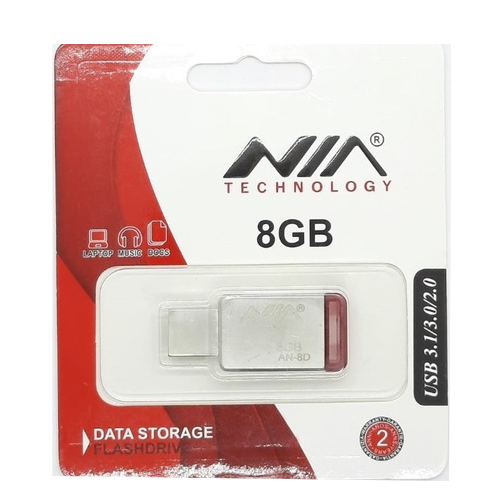 NIA®
TECHNOLOGY
8GB
LAPTOP MUSIC DOCS
NIA
8GB
AN-8D
USB 3.1/3.0/2.0
DATA STORAGE
FLASHDRIVE
2